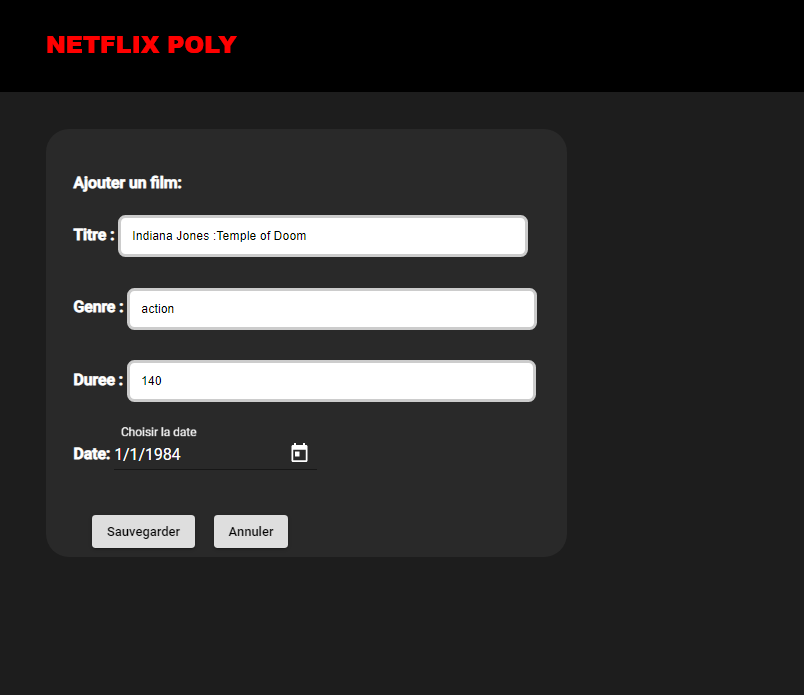 NETFLIX POLY
Ajouter un film:
Titre : Indiana Jones :Temple of Doom
Genre : action
Duree : 140
Choisir la date
Date: 1/1/1984
Sauvegarder Annuler